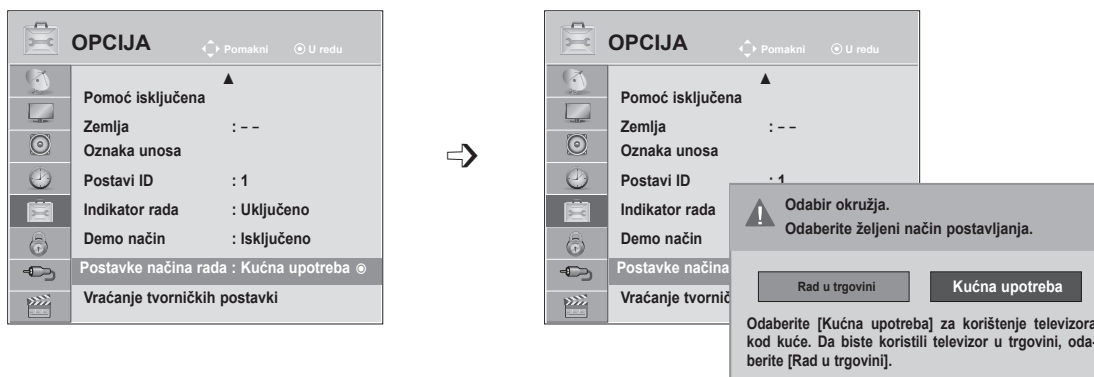 OPCIJA
Pomakni
U redu
Pomoć isključena
Zemlja : – –
Oznaka unosa
Postavi ID : 1
Indikator rada : Uključeno
Demo način : Isključeno
Postavke načina rada : Kućna upotreba
Vraćanje tvorničkih postavki
OPCIJA
Pomakni
U redu
Pomoć isključena
Zemlja : – –
Oznaka unosa
Postavi ID : 1
Indikator rada
Demo način
Postavke načina
Vraćanje tvornič
Odabir okružja.
Odaberite željeni način postavljanja.
Rad u trgovini
Kućna upotreba
Odaberite [Kućna upotreba] za korištenje televizora
kod kuće. Da biste koristili televizor u trgovini, oda-
berite [Rad u trgovini].